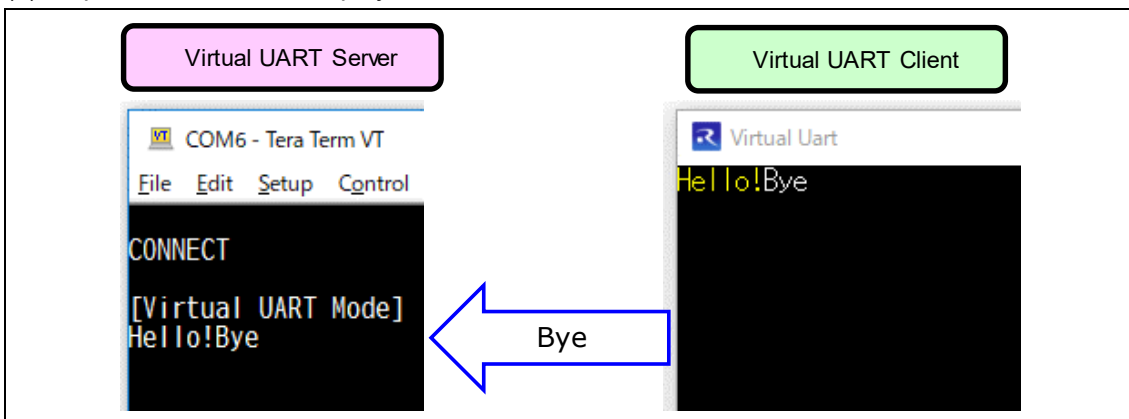 Virtual UART Server
Virtual UART Client
COM6 - Tera Term VT
File Edit Setup Control
CONNECT
[Virtual UART Mode]
Hello!Bye
Bye
Virtual Uart
Hello!Bye